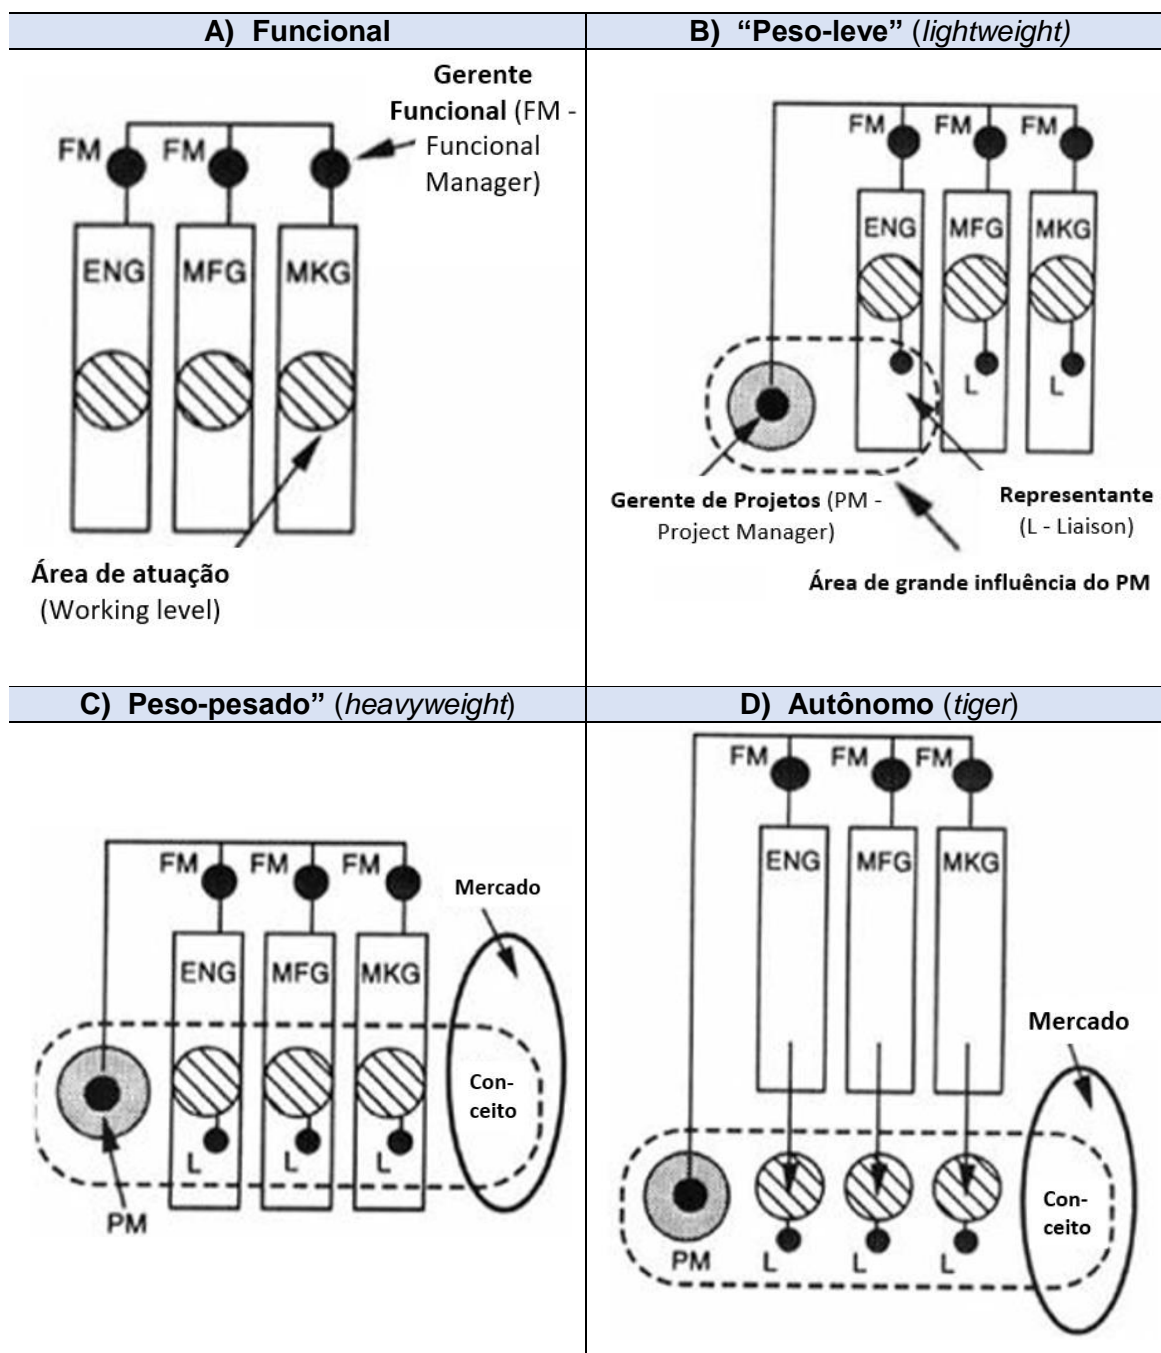 A) Funcional
Gerente
Funcional (FM -
Funcional
Manager)
FM
FM
ENG
MFG
MKG
Área de atuação
(Working level)
B) “Peso-leve” (lightweight)
FM
FM
FM
ENG
MFG
MKG
L
L
Gerente de Projetos (PM -
Project Manager)
Representante
(L - Liaison)
Área de grande influência do PM
C) Peso-pesado” (heavyweight)
FM
FM
FM
Mercado
ENG
MFG
MKG
Con-
ceito
L
L
L
PM
D) Autônomo (tiger)
FM
FM
FM
ENG
MFG
MKG
Mercado
Con-
ceito
PM
L
L
L